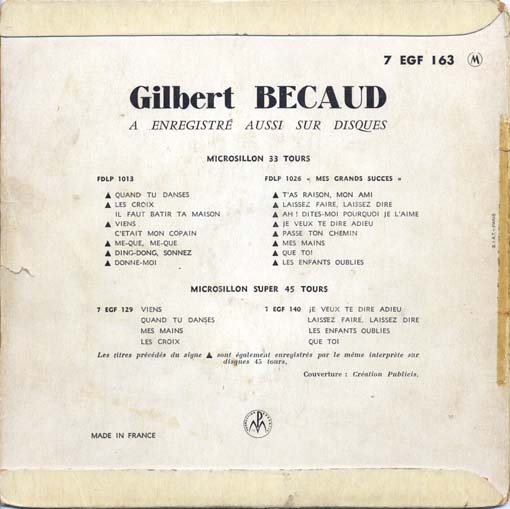 7 EGF 163 M
Gilbert BECAUD
A ENREGISTRÉ AUSSI SUR DISQUES
MICROSILLON 33 TOURS
FDLP 1013
▲ QUAND TU DANSES
▲ LES CROIX
IL FAUT BATIR TA MAISON
▲ VIENS
C'ETAIT MON COPAIN
▲ ME-QUE, ME-QUE
▲ DING-DONG, SONNEZ
▲ DONNE-MOI
FDLP 1026 « MES GRANDS SUCCES »
▲ T'AS RAISON, MON AMI
▲ LAISSEZ FAIRE, LAISSEZ DIRE
▲ AH ! DITES-MOI POURQUOI JE L'AIME
▲ JE VEUX TE DIRE ADIEU
▲ PASSE TON CHEMIN
▲ MES MAINS
▲ QUE TOI
▲ LES ENFANTS OUBLIES
MICROSILLON SUPER 45 TOURS
7 EGF 129 VIENS
QUAND TU DANSES
MES MAINS
LES CROIX
7 EGF 140 JE VEUX TE DIRE ADIEU
LAISSEZ FAIRE, LAISSEZ DIRE
LES ENFANTS OUBLIES
QUE TOI
Les titres précédés du signe ▲ sont également enregistrés par le même interprète sur
disques 45 tours.
Couverture : Création Publicis.
MADE IN FRANCE